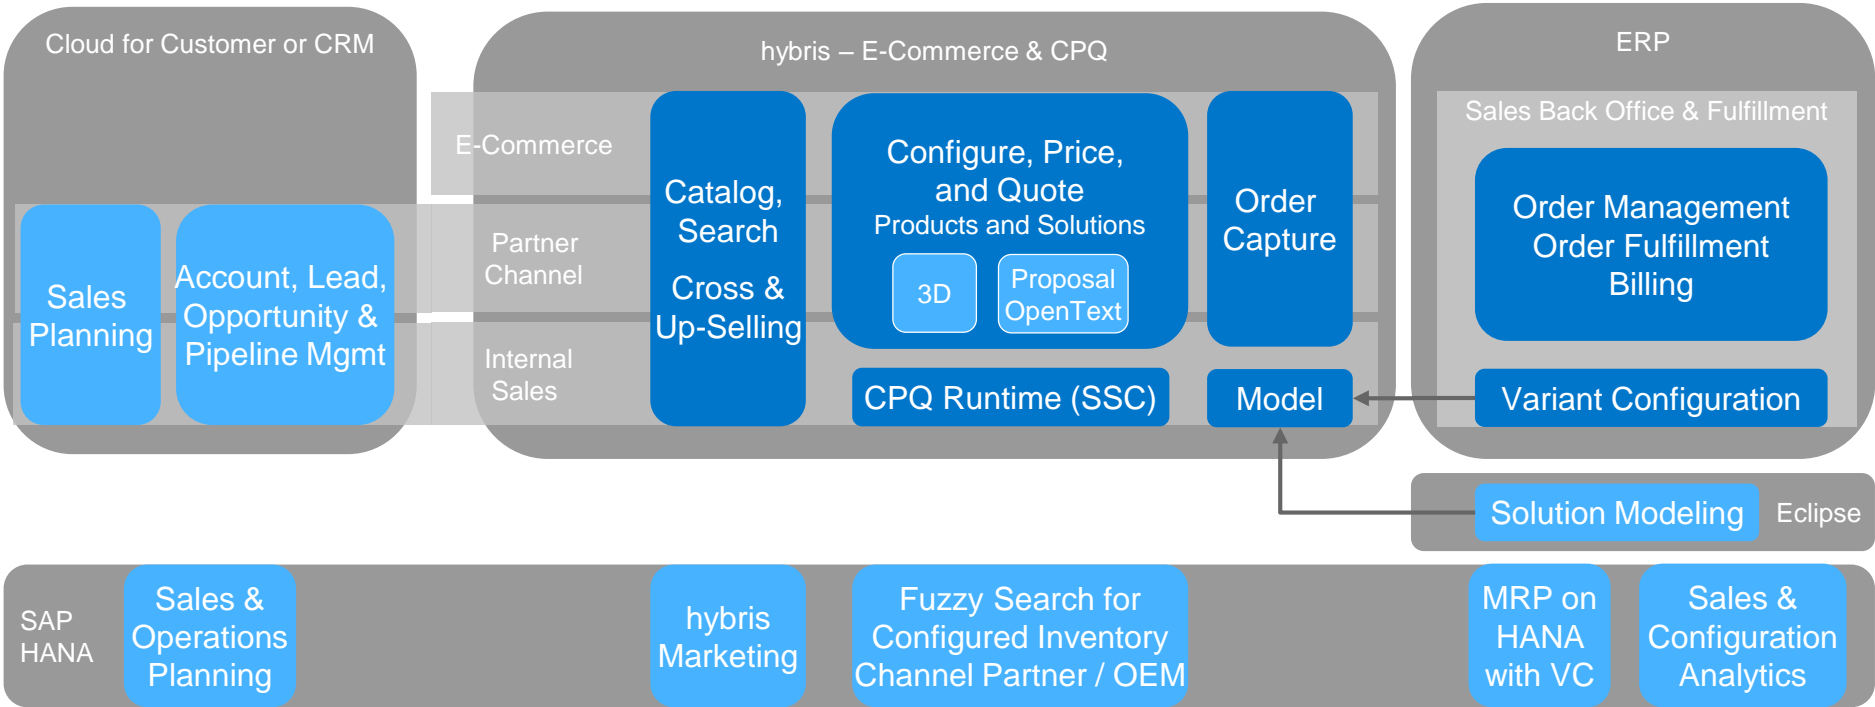 Cloud for Customer or CRM
Sales
Planning
Account, Lead,
Opportunity &
Pipeline Mgmt
hybris – E-Commerce & CPQ
E-Commerce
Partner
Channel
Internal
Sales
Catalog,
Search
Cross &
Up-Selling
Configure, Price,
and Quote
Products and Solutions
3D
Proposal
OpenText
CPQ Runtime (SSC)
Order
Capture
Model
ERP
Sales Back Office & Fulfillment
Order Management
Order Fulfillment
Billing
Variant Configuration
Solution Modeling
Eclipse
SAP
HANA
Sales &
Operations
Planning
hybris
Marketing
Fuzzy Search for
Configured Inventory
Channel Partner / OEM
MRP on
HANA
with VC
Sales &
Configuration
Analytics